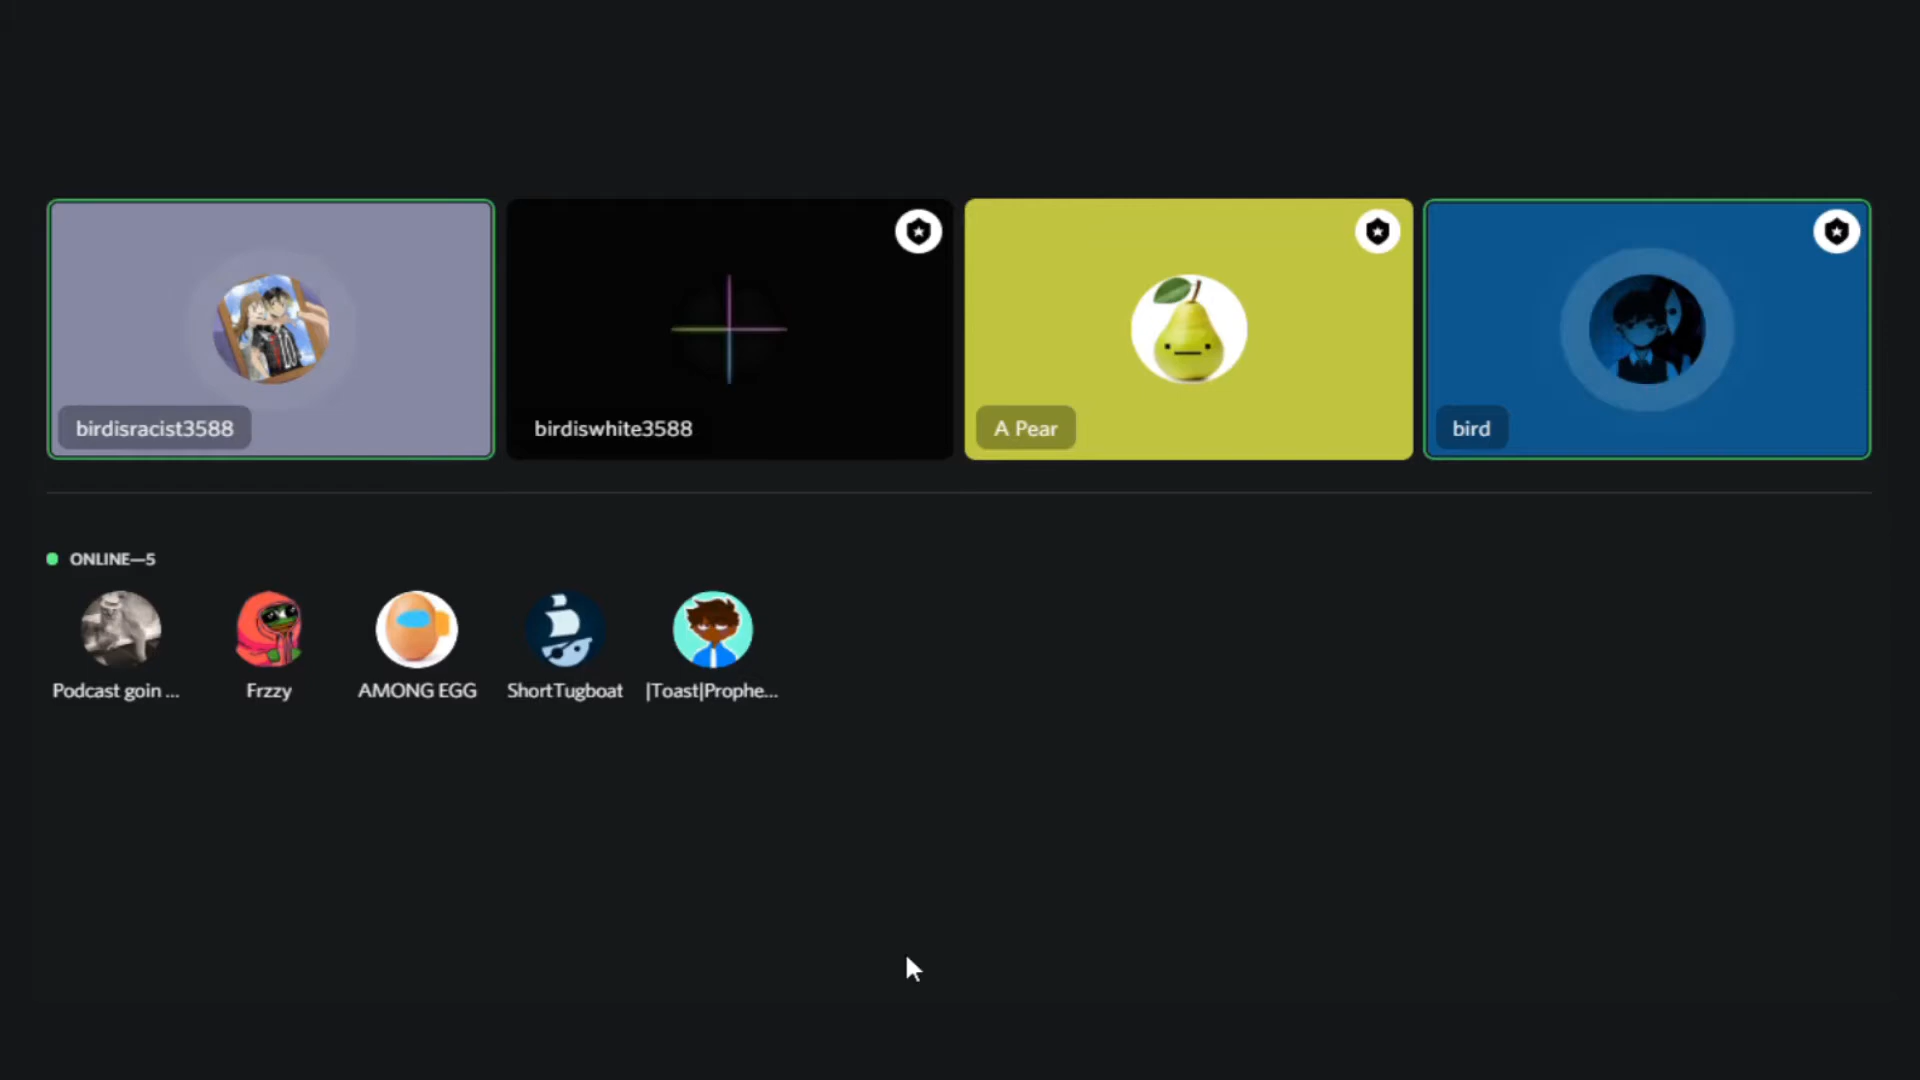 birdisracist3588
birdiswhite3588
A Pear
bird
ONLINE—5
Podcast goin ...
Frzzy
AMONG EGG
ShortTugboat
|Toast|Prophe...